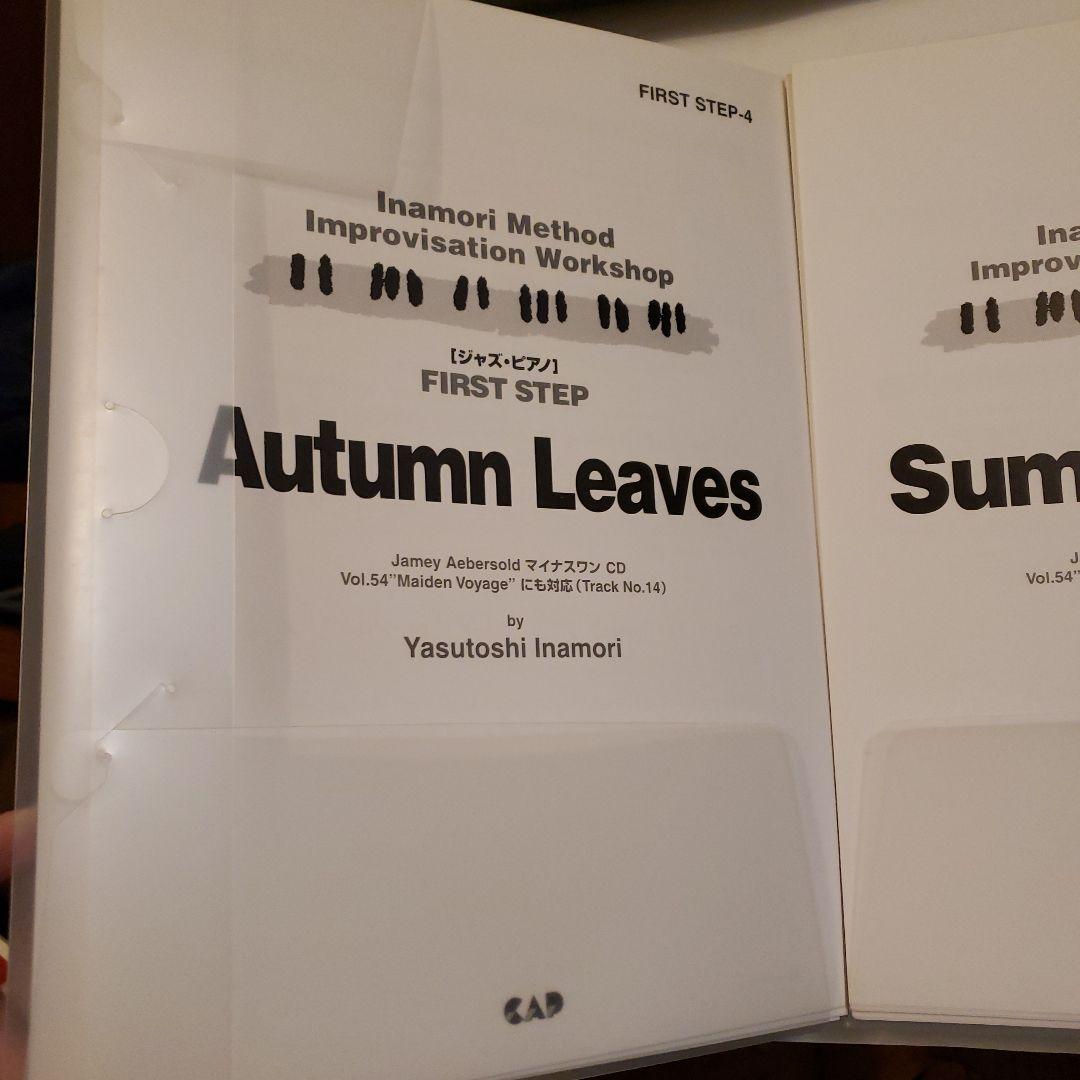 FIRST STEP-4
Inamori Method
Improvisation Workshop
[ジャズ・ピアノ]
FIRST STEP
Autumn Leaves
Jamey Aebersold マイナスワン CD
Vol.54"Maiden Voyage" にも対応(Track No.14)
by
Yasutoshi Inamori
CAP
Ina
Improv
Sum
J
Vol.54"